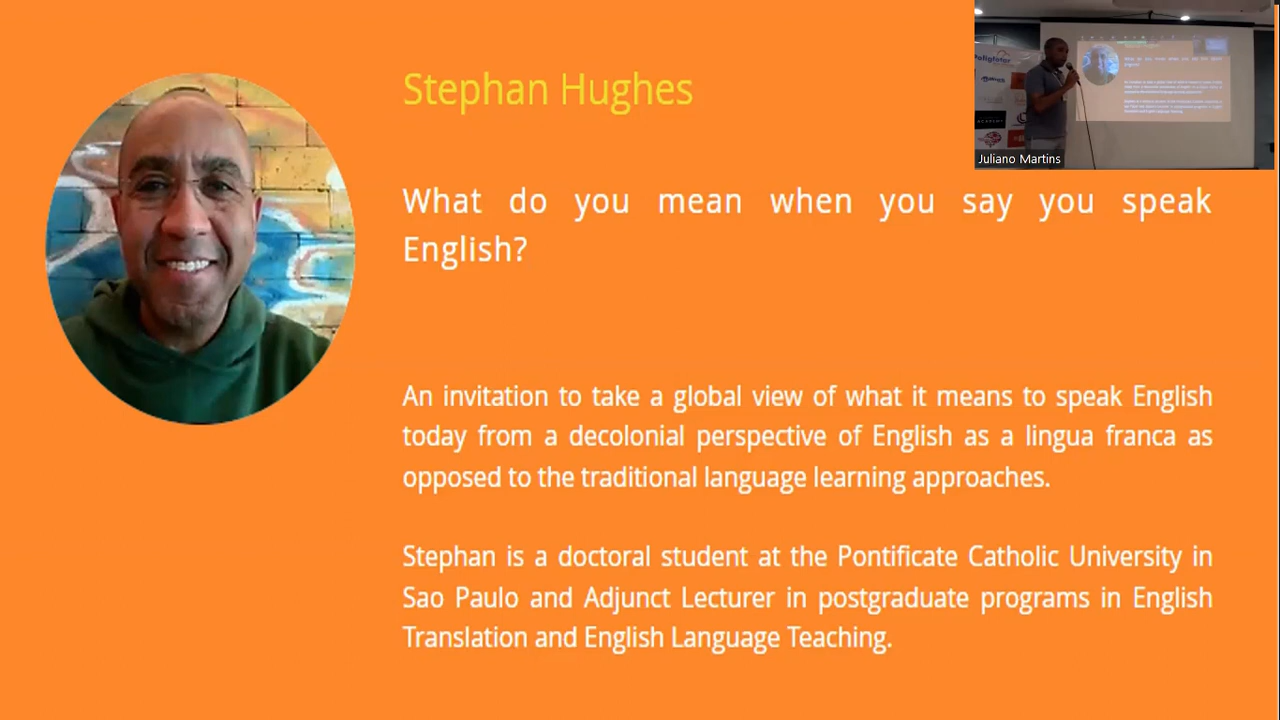 Stephan Hughes
What do you mean when you say you speak
English?
An invitation to take a global view of what it means to speak English
today from a decolonial perspective of English as a lingua franca as
opposed to the traditional language learning approaches.
Stephan is a doctoral student at the Pontificate Catholic University in
Sao Paulo and Adjunct Lecturer in postgraduate programs in English
Translation and English Language Teaching.
Juliano Martins